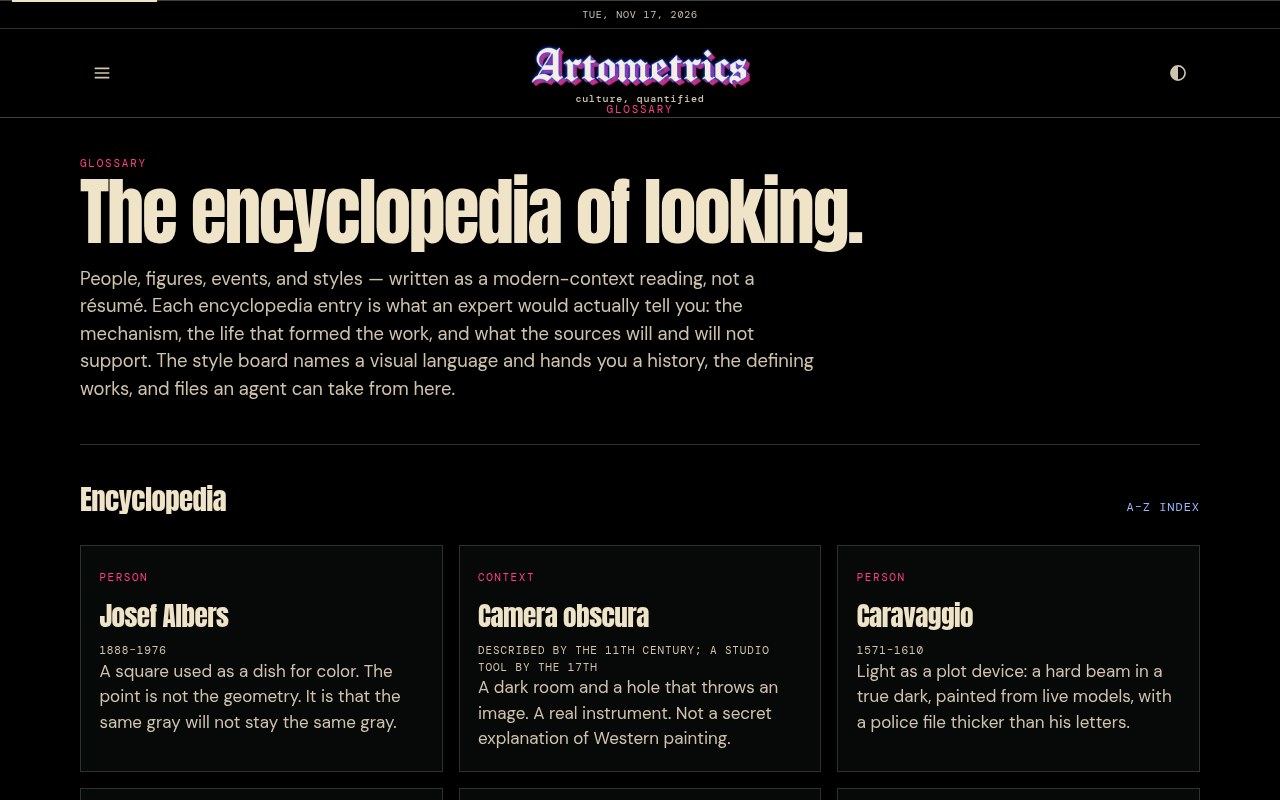 TUE, NOV 17, 2026
Artometrics
culture, quantified
GLOSSARY
GLOSSARY
The encyclopedia of looking.
People, figures, events, and styles — written as a modern-context reading, not a
résumé. Each encyclopedia entry is what an expert would actually tell you: the
mechanism, the life that formed the work, and what the sources will and will not
support. The style board names a visual language and hands you a history, the defining
works, and files an agent can take from here.
Encyclopedia
A–Z INDEX
PERSON
Josef Albers
1888–1976
A square used as a dish for color. The
point is not the geometry. It is that the
same gray will not stay the same gray.
CONTEXT
Camera obscura
DESCRIBED BY THE 11TH CENTURY; A STUDIO
TOOL BY THE 17TH
A dark room and a hole that throws an
image. A real instrument. Not a secret
explanation of Western painting.
PERSON
Caravaggio
1571–1610
Light as a plot device: a hard beam in a
true dark, painted from live models, with
a police file thicker than his letters.